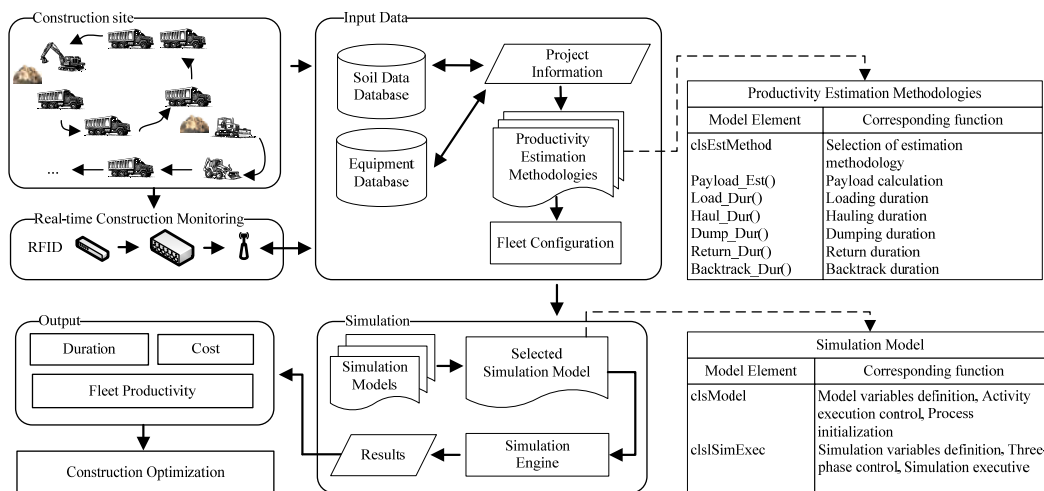 Construction site
...
Real-time Construction Monitoring
RFID
Input Data
Soil Data
Database
Equipment
Database
Project
Information
Productivity
Estimation
Methodologies
Fleet Configuration
Productivity Estimation Methodologies
Model Element Corresponding function
clsEstMethod Selection of estimation
methodology
Payload_Est() Payload calculation
Load_Dur() Loading duration
Haul_Dur() Hauling duration
Dump_Dur() Dumping duration
Return_Dur() Return duration
Backtrack_Dur() Backtrack duration
Output
Duration
Cost
Fleet Productivity
Construction Optimization
Simulation
Simulation
Models
Selected
Simulation Model
Results
Simulation
Engine
Simulation Model
Model Element Corresponding function
clsModel Model variables definition, Activity
execution control, Process
initialization
clslSimExec Simulation variables definition, Three-
phase control, Simulation executive